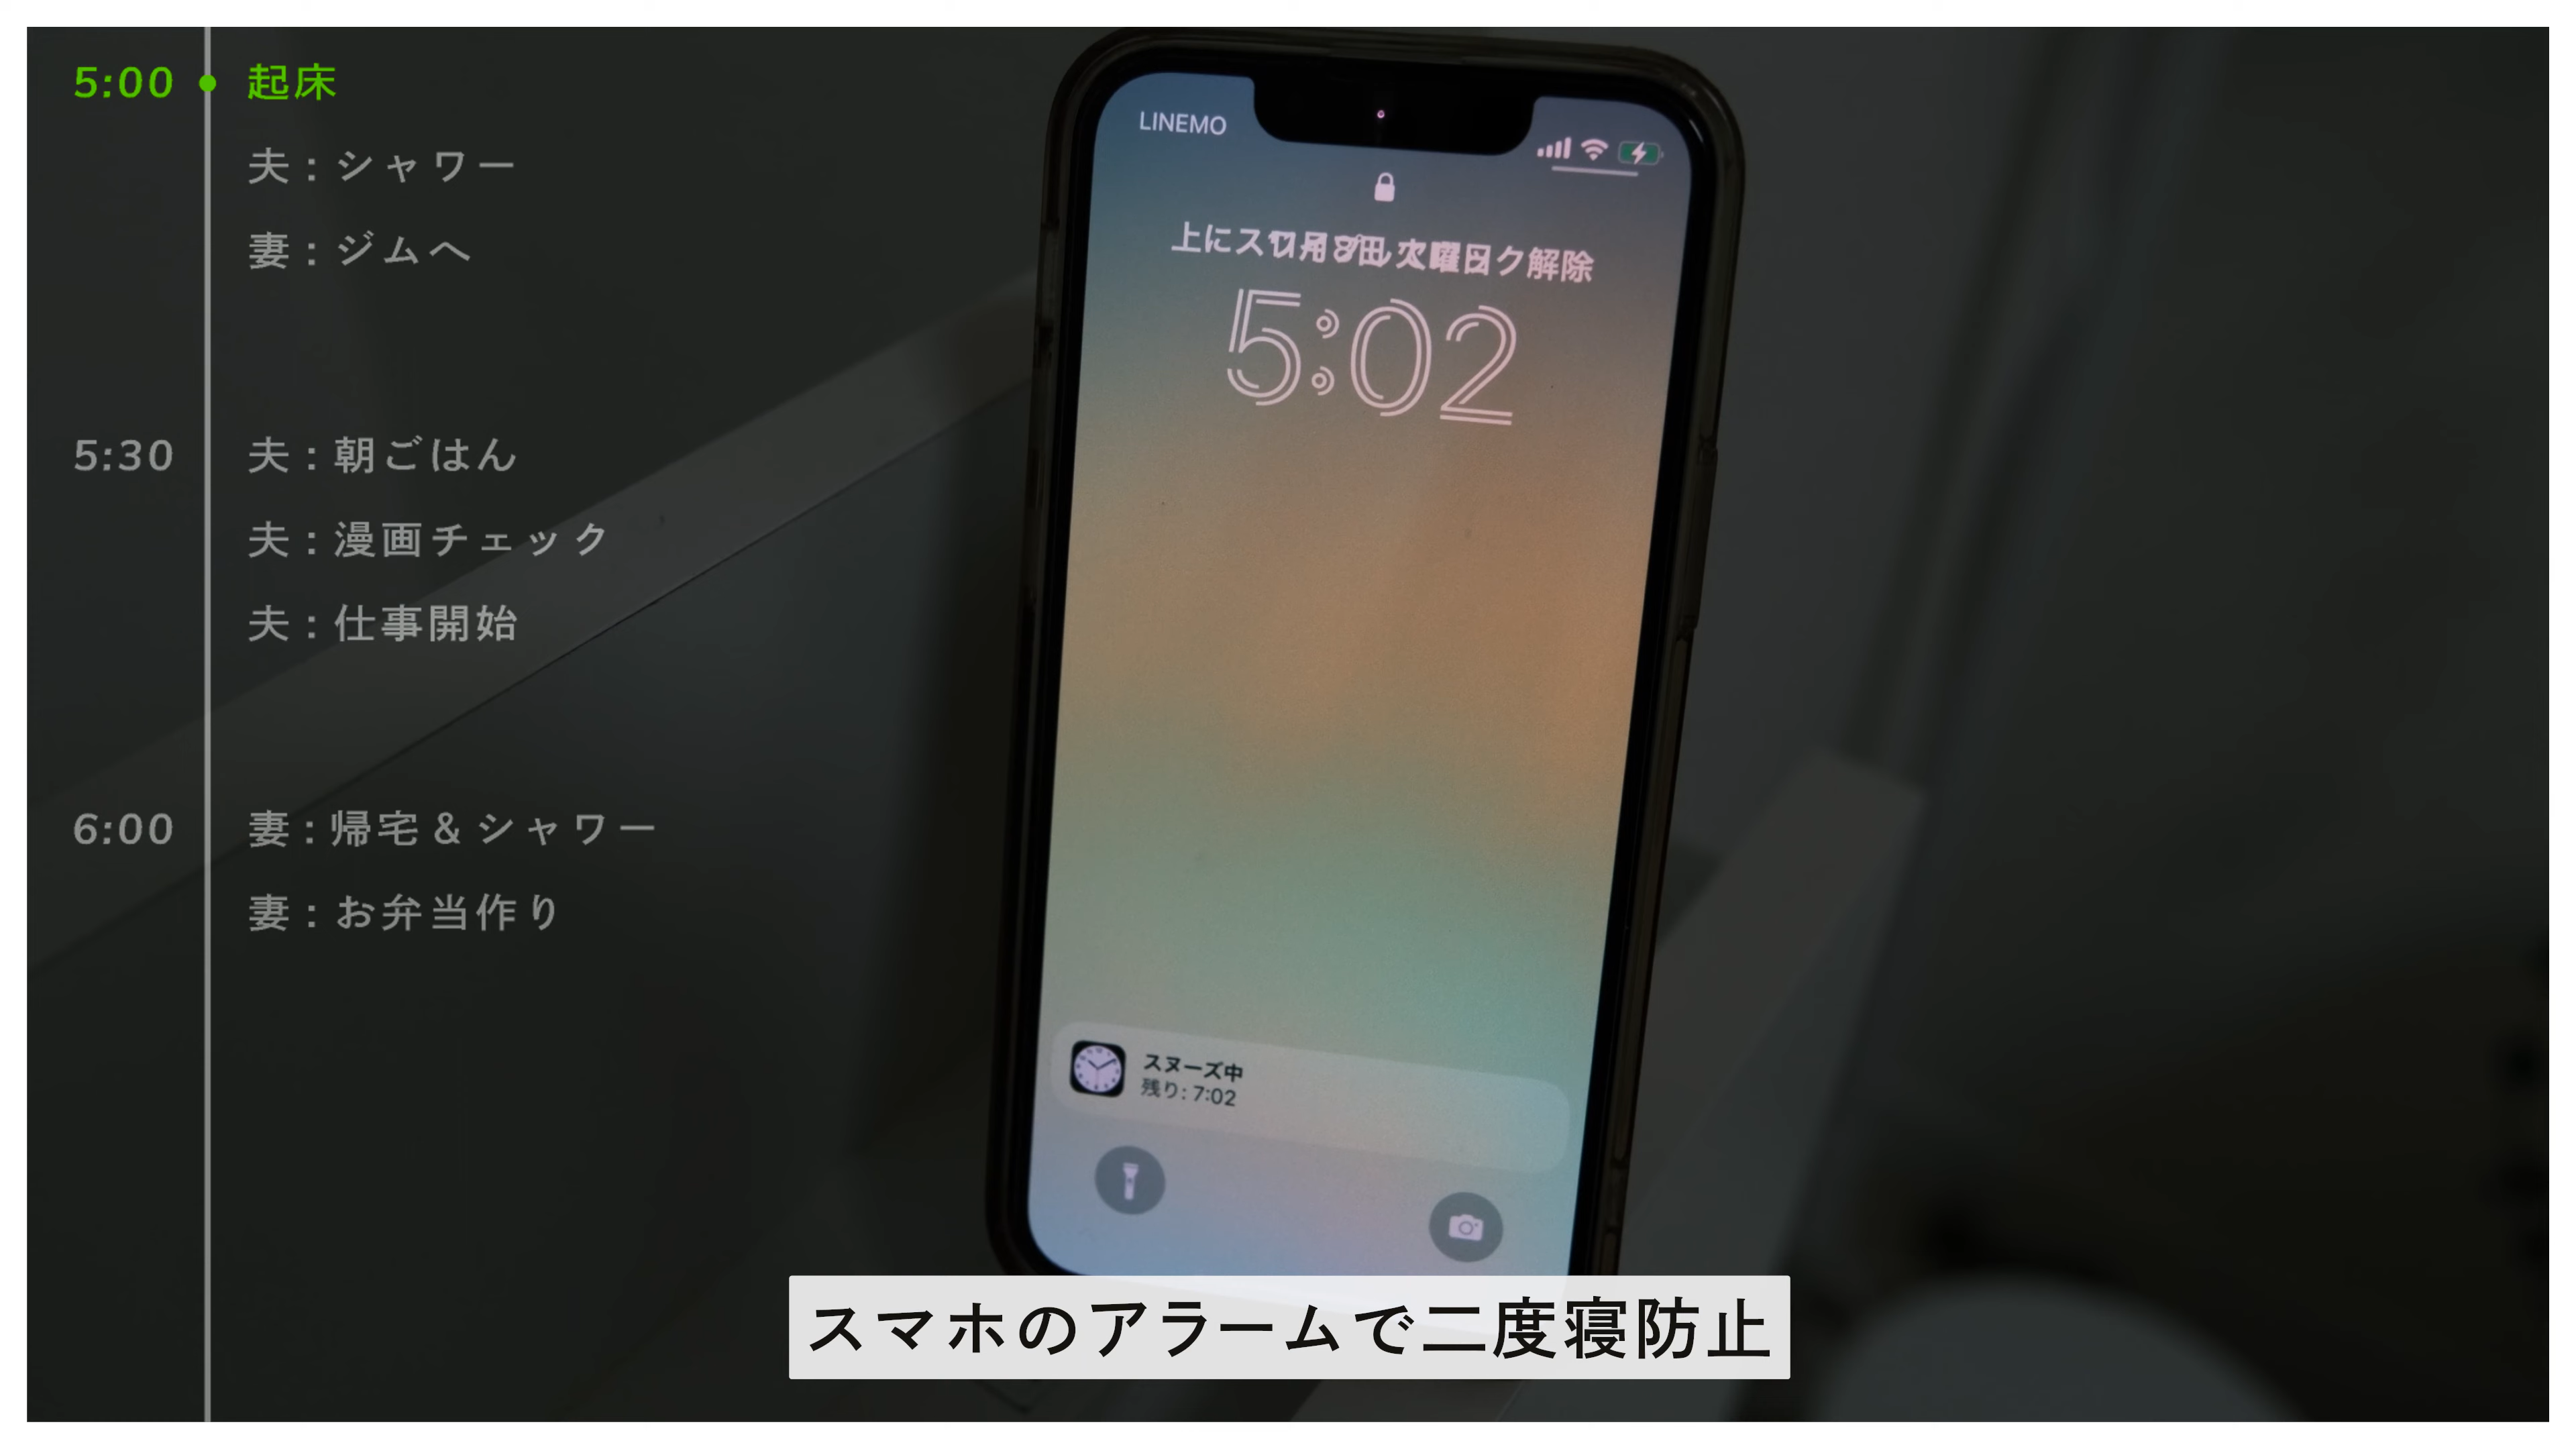 5:00 起床
夫：シャワー
妻：ジムへ
5:30 夫：朝ごはん
夫：漫画チェック
夫：仕事開始
6:00 妻：帰宅 & シャワー
妻：お弁当作り
LINEMO
5:02
スヌーズ中
残り: 7:02
スマホのアラームで二度寝防止